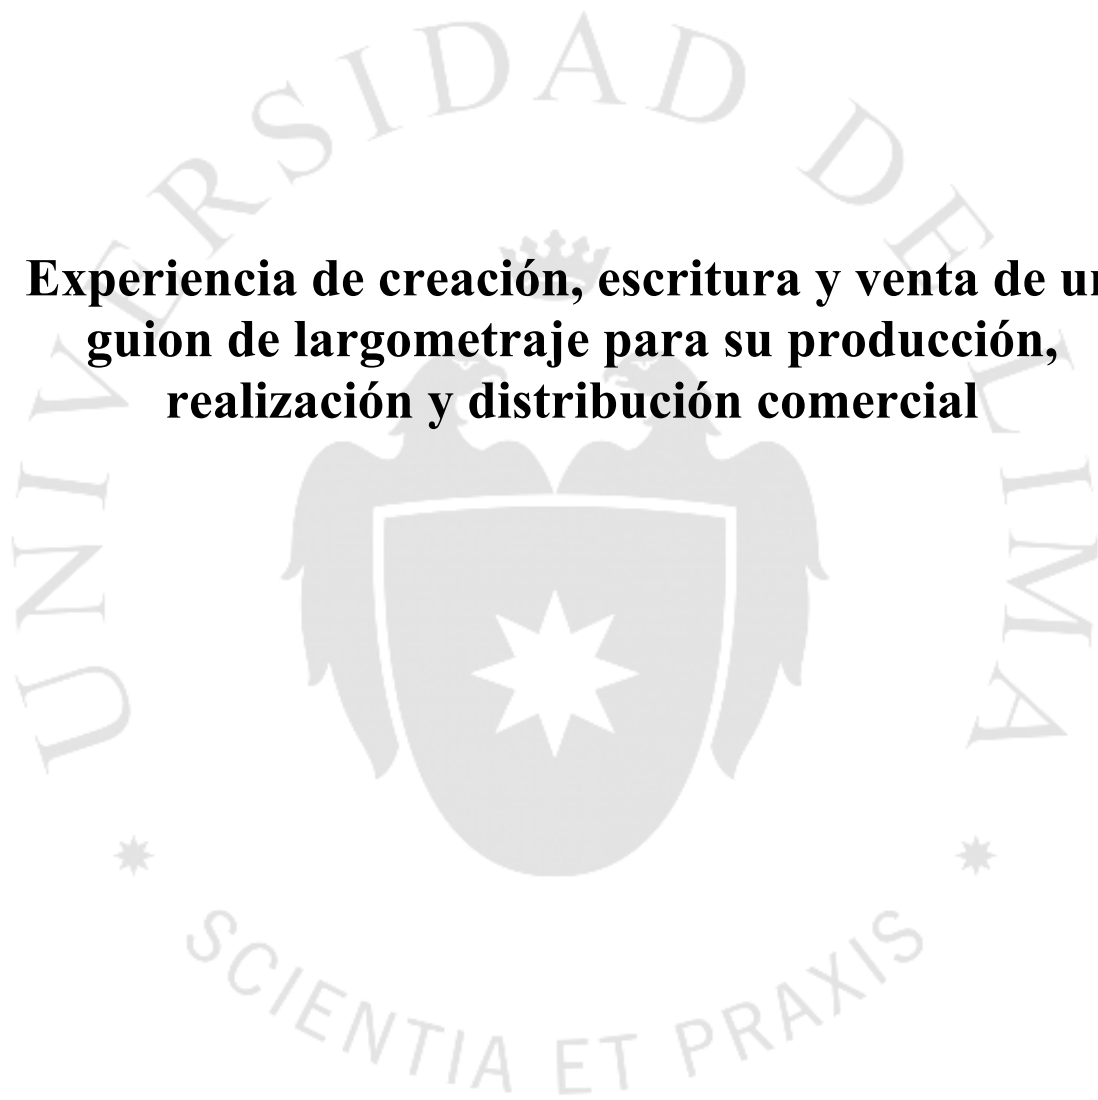 UNIVERSIDAD DE LIMA
Experiencia de creación, escritura y venta de un
guion de largometraje para su producción,
realización y distribución comercial
SCIENTIA ET PRAXIS